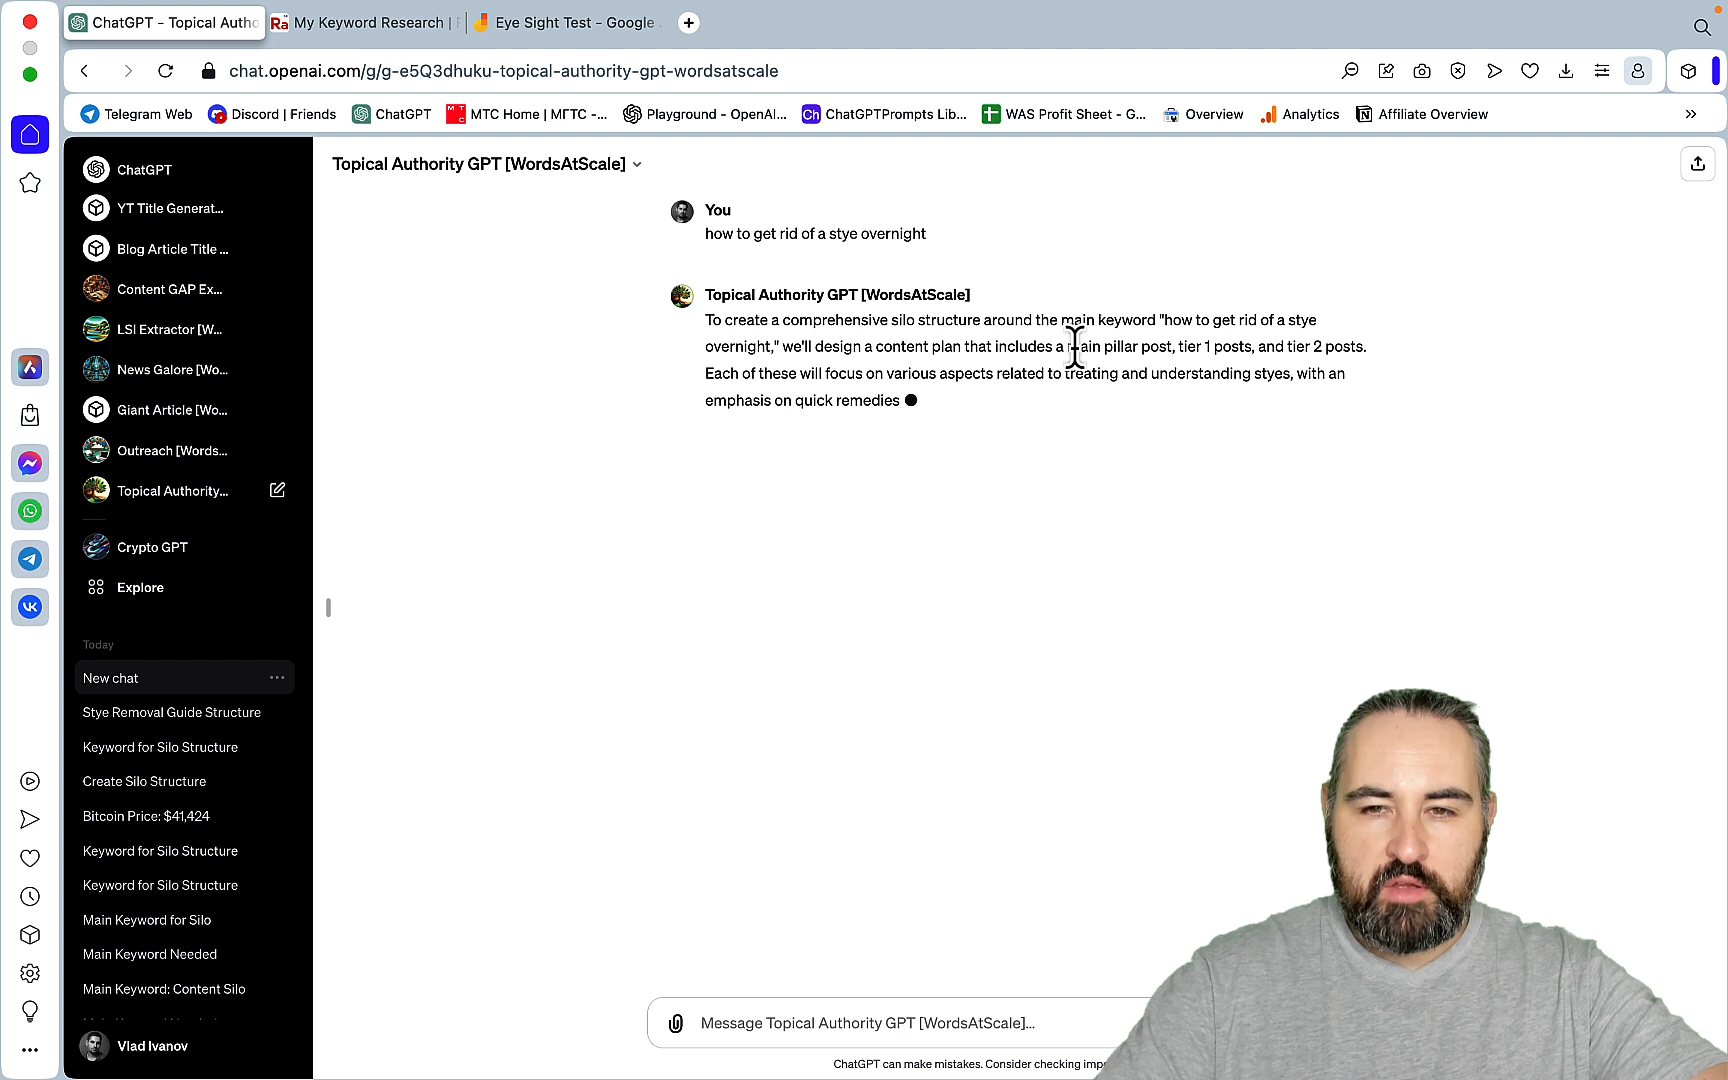 ChatGPT - Topical Autho
My Keyword Research |
Eye Sight Test - Google
chat.openai.com/g/g-e5Q3dhuku-topical-authority-gpt-wordsatscale
Telegram Web
Discord | Friends
ChatGPT
МТС Home | МГТС -...
Playground - OpenAI...
ChatGPTPrompts Lib...
WAS Profit Sheet - G...
Overview
Analytics
Affiliate Overview
ChatGPT
YT Title Generat...
Blog Article Title ...
Content GAP Ex...
LSI Extractor [W...
News Galore [Wo...
Giant Article [Wo...
Outreach [Words...
Topical Authority...
Crypto GPT
Explore
Today
New chat
Stye Removal Guide Structure
Keyword for Silo Structure
Create Silo Structure
Bitcoin Price: $41,424
Keyword for Silo Structure
Keyword for Silo Structure
Main Keyword for Silo
Main Keyword Needed
Main Keyword: Content Silo
Vlad Ivanov
Topical Authority GPT [WordsAtScale]
You
how to get rid of a stye overnight
Topical Authority GPT [WordsAtScale]
To create a comprehensive silo structure around the main keyword "how to get rid of a stye
overnight," we'll design a content plan that includes a main pillar post, tier 1 posts, and tier 2 posts.
Each of these will focus on various aspects related to treating and understanding styes, with an
emphasis on quick remedies
Message Topical Authority GPT [WordsAtScale]...
ChatGPT can make mistakes. Consider checking